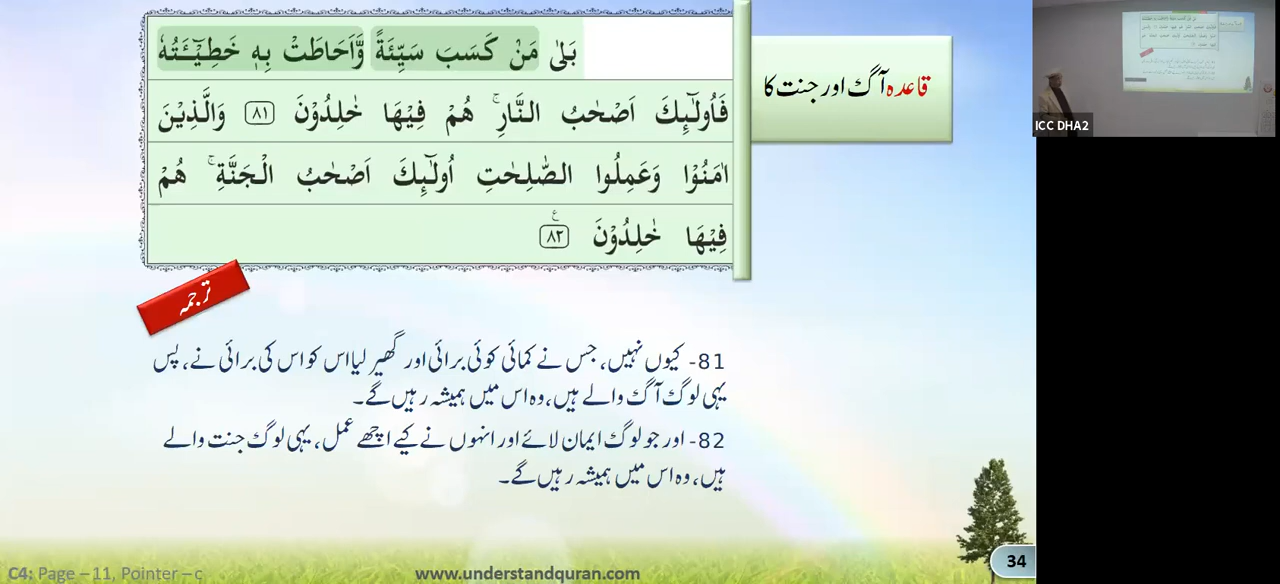 بَلٰى مَنْ كَسَبَ سَيِّئَةً وَّاَحَاطَتْ بِهٖ خَطِيْٓـَٔـتُهٗ
فَاُولٰٓئِكَ اَصْحٰبُ النَّارِ ۚ هُمْ فِيْهَا خٰلِدُوْنَ ٨١ وَالَّذِيْنَ
اٰمَنُوْا وَعَمِلُوا الصّٰلِحٰتِ اُولٰٓئِكَ اَصْحٰبُ الْجَنَّةِ ۚ هُمْ
فِيْهَا خٰلِدُوْنَ ٨٢ ع
قاعدہ آگ اور جنت کا
ترجمہ
81- کیوں نہیں، جس نے کمائی کوئی برائی اور گھیر لیا اس کو اس کی برائی نے، پس
یہی لوگ آگ والے ہیں، وہ اس میں ہمیشہ رہیں گے۔
82- اور جو لوگ ایمان لائے اور انہوں نے کیے اچھے عمل، یہی لوگ جنت والے
ہیں، وہ اس میں ہمیشہ رہیں گے۔
ICC DHA2
34
C4: Page – 11, Pointer – c
www.understandquran.com